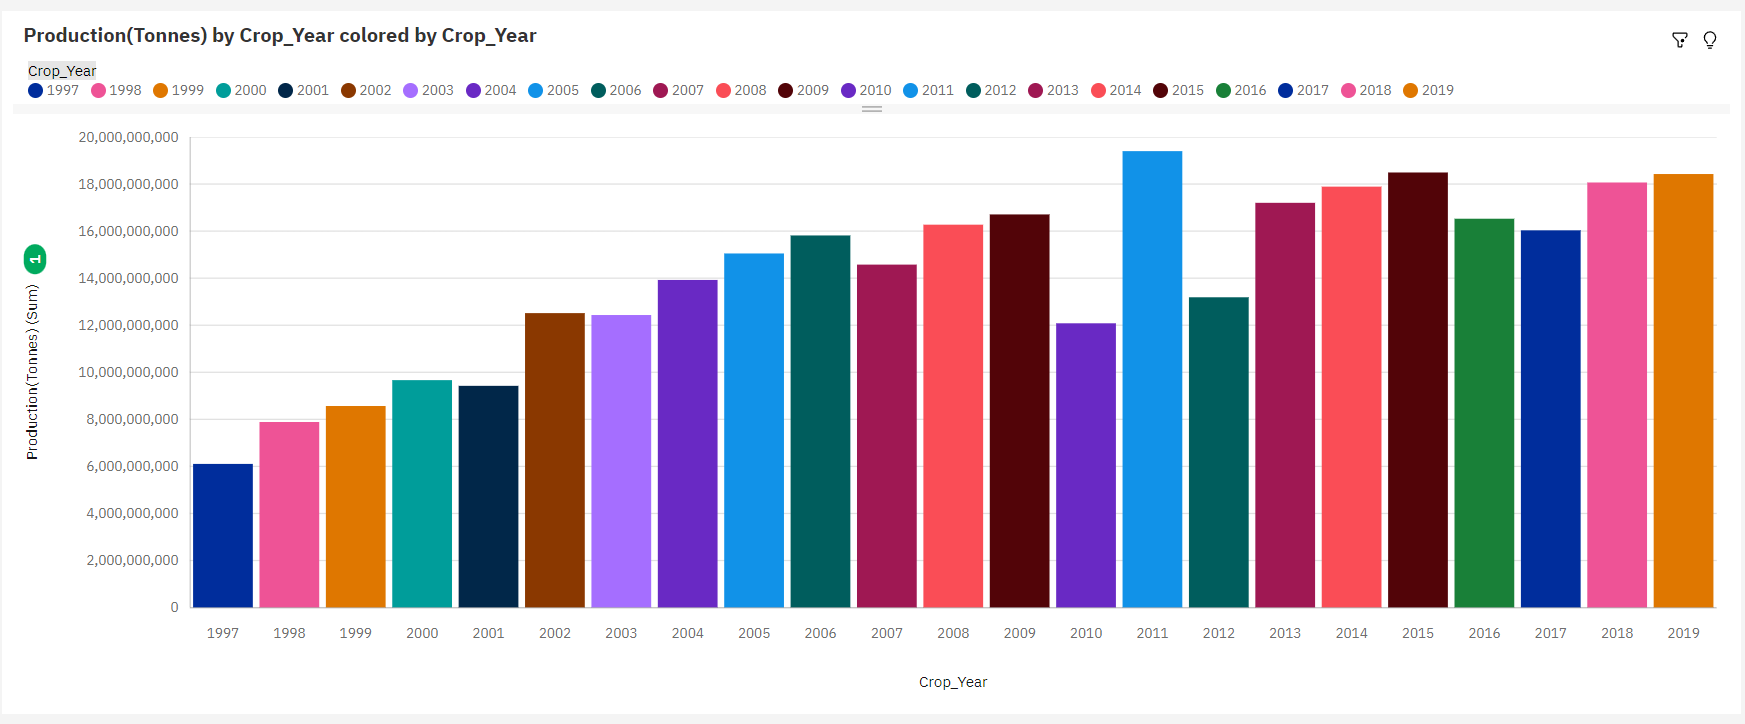 Production(Tonnes) by Crop_Year colored by Crop_Year
Crop_Year
1997 1998 1999 2000 2001 2002 2003 2004 2005 2006 2007 2008 2009 2010 2011 2012 2013 2014 2015 2016 2017 2018 2019
20,000,000,000
18,000,000,000
16,000,000,000
14,000,000,000
12,000,000,000
10,000,000,000
8,000,000,000
6,000,000,000
4,000,000,000
2,000,000,000
0
1
Production(Tonnes) (Sum)
1997 1998 1999 2000 2001 2002 2003 2004 2005 2006 2007 2008 2009 2010 2011 2012 2013 2014 2015 2016 2017 2018 2019
Crop_Year